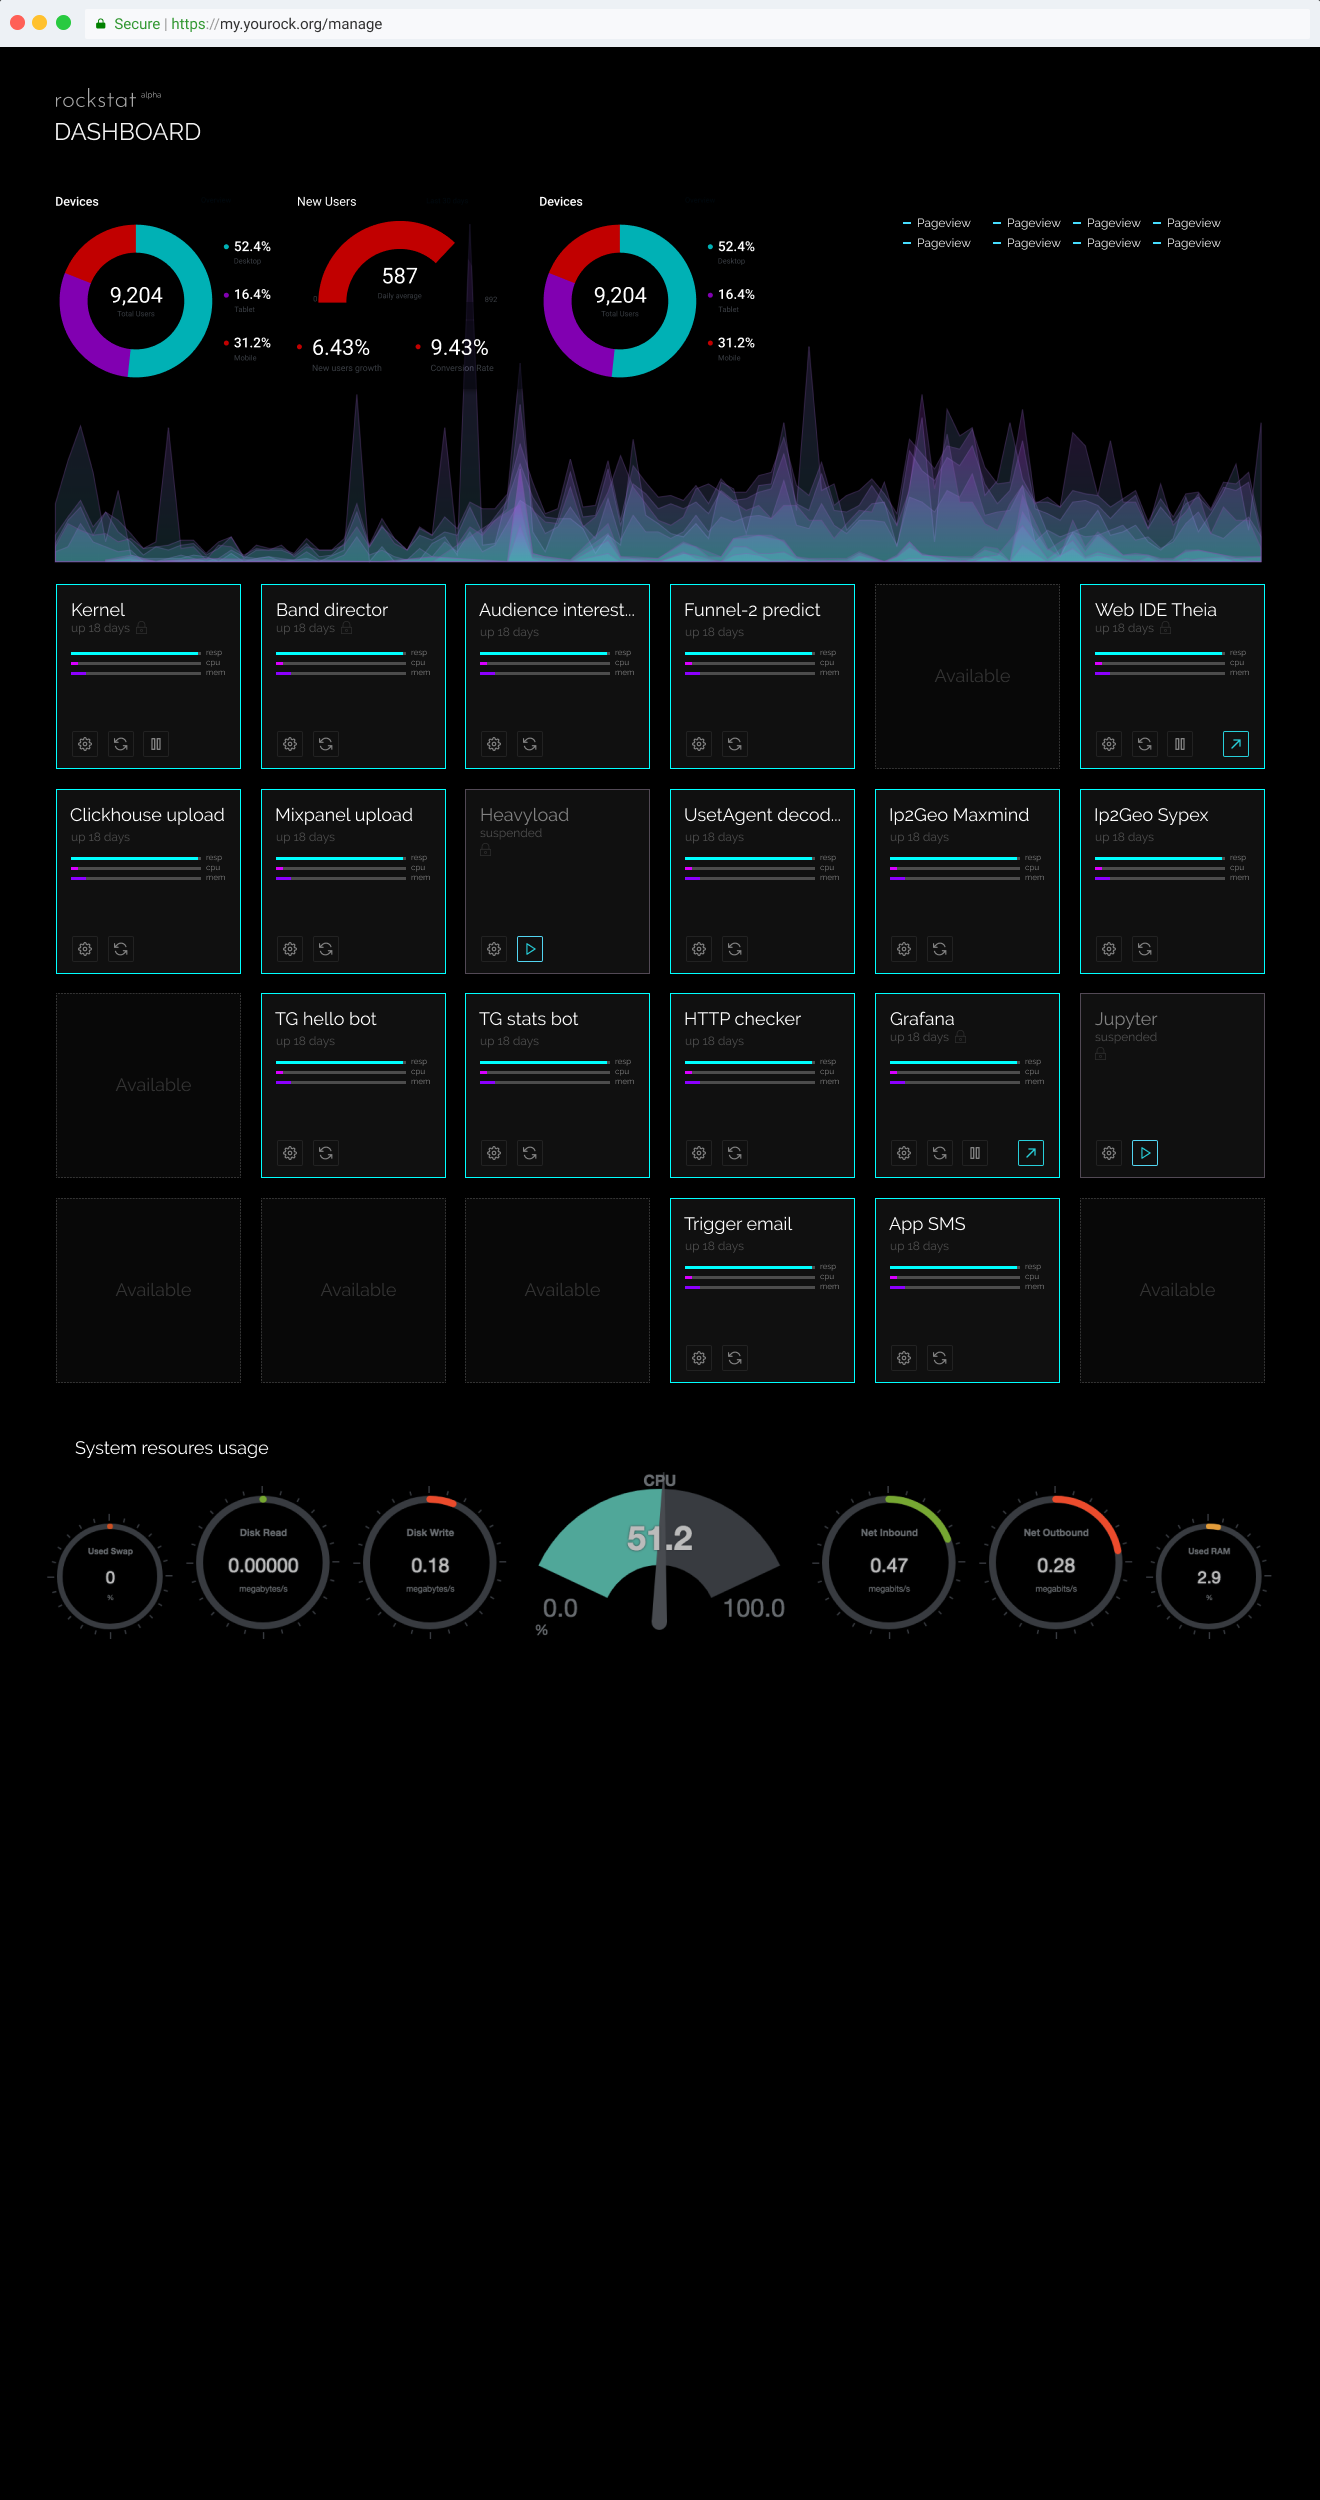 Secure | https://my.yourock.org/manage
rockstat alpha
DASHBOARD
Devices
9,204
Total Users
52.4%
Desktop
16.4%
Tablet
31.2%
Mobile
New Users
587
Daily average
0
892
6.43%
New users growth
9.43%
Conversion Rate
Devices
9,204
Total Users
52.4%
Desktop
16.4%
Tablet
31.2%
Mobile
Pageview Pageview Pageview Pageview
Pageview Pageview Pageview Pageview
Kernel
up 18 days
resp
cpu
mem
Band director
up 18 days
resp
cpu
mem
Audience interest...
up 18 days
resp
cpu
mem
Funnel-2 predict
up 18 days
resp
cpu
mem
Available
Web IDE Theia
up 18 days
resp
cpu
mem
Clickhouse upload
up 18 days
resp
cpu
mem
Mixpanel upload
up 18 days
resp
cpu
mem
Heavyload
suspended
UsetAgent decod...
up 18 days
resp
cpu
mem
Ip2Geo Maxmind
up 18 days
resp
cpu
mem
Ip2Geo Sypex
up 18 days
resp
cpu
mem
Available
TG hello bot
up 18 days
resp
cpu
mem
TG stats bot
up 18 days
resp
cpu
mem
HTTP checker
up 18 days
resp
cpu
mem
Grafana
up 18 days
resp
cpu
mem
Jupyter
suspended
Available
Available
Available
Trigger email
up 18 days
resp
cpu
mem
App SMS
up 18 days
resp
cpu
mem
Available
System resoures usage
Used Swap
0
%
Disk Read
0.00000
megabytes/s
Disk Write
0.18
megabytes/s
CPU
51.2
0.0
100.0
%
Net Inbound
0.47
megabits/s
Net Outbound
0.28
megabits/s
Used RAM
2.9
%